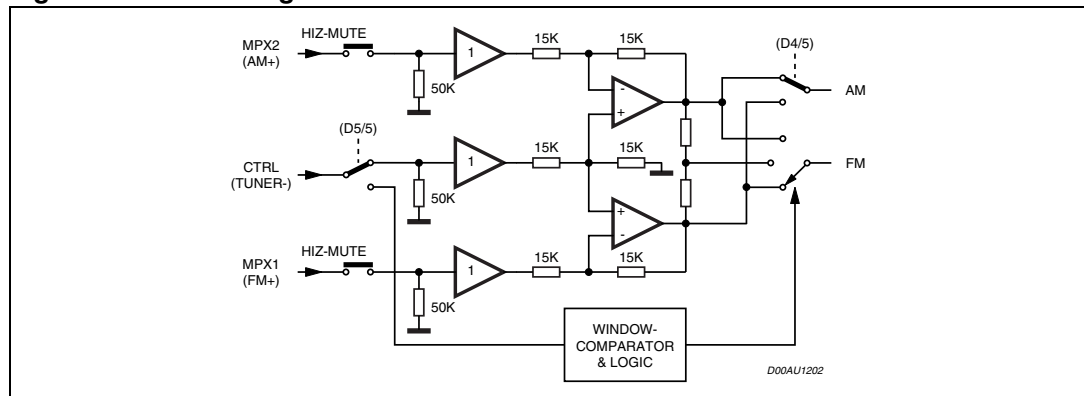 MPX2
(AM+)
HIZ-MUTE
1
15K
15K
50K
-
+
(D4/5)
AM
(D5/5)
CTRL
(TUNER-)
1
15K
15K
50K
FM
+
-
MPX1
(FM+)
HIZ-MUTE
1
15K
15K
50K
WINDOW-
COMPARATOR
& LOGIC
D00AU1202